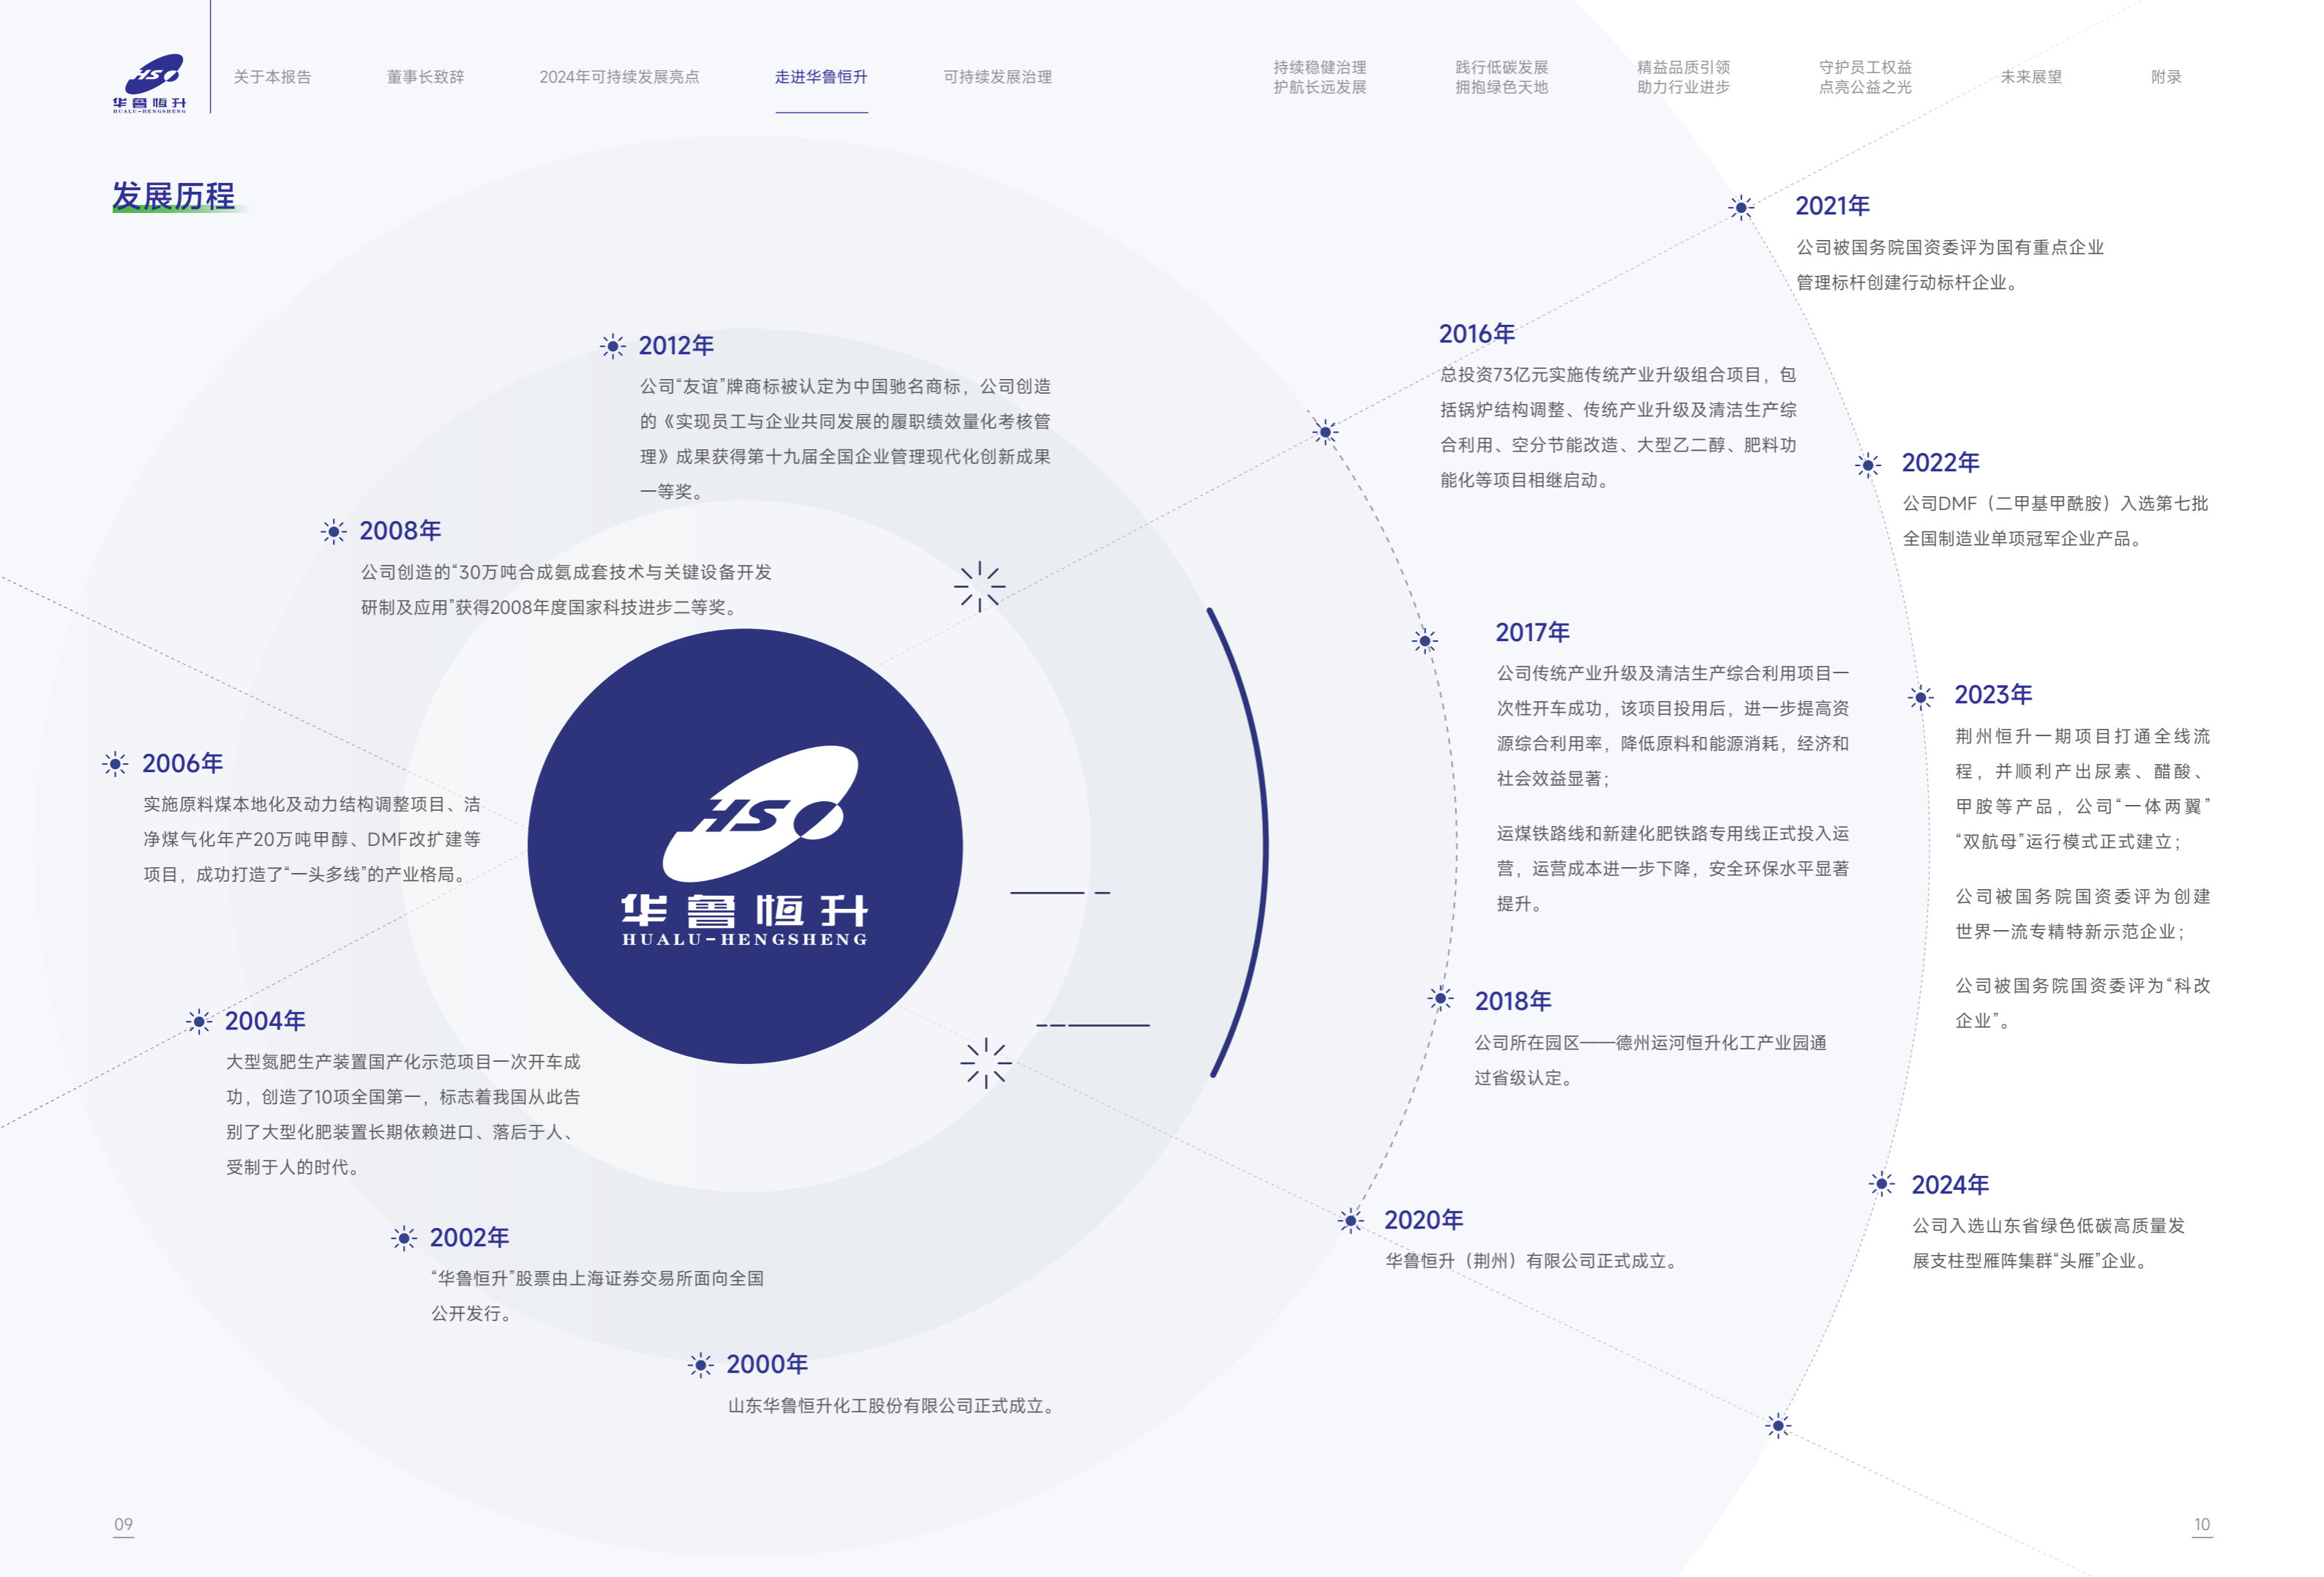 HSO
华鲁恒升
HUALU-HENGSHENG
关于本报告
董事长致辞
2024年可持续发展亮点
走进华鲁恒升
可持续发展治理
持续稳健治理
护航长远发展
践行低碳发展
拥抱绿色天地
精益品质引领
助力行业进步
守护员工权益
点亮公益之光
未来展望
附录
发展历程
2012年
公司“友谊”牌商标被认定为中国驰名商标，公司创造
的《实现员工与企业共同发展的履职绩效量化考核管
理》成果获得第十九届全国企业管理现代化创新成果
一等奖。
2008年
公司创造的“30万吨合成氨成套技术与关键设备开发
研制及应用”获得2008年度国家科技进步二等奖。
2006年
实施原料煤本地化及动力结构调整项目、洁
净煤气化年产20万吨甲醇、DMF改扩建等
项目，成功打造了“一头多线”的产业格局。
2004年
大型氮肥生产装置国产化示范项目一次开车成
功，创造了10项全国第一，标志着我国从此告
别了大型化肥装置长期依赖进口、落后于人、
受制于人的时代。
2002年
“华鲁恒升”股票由上海证券交易所面向全国
公开发行。
2000年
山东华鲁恒升化工股份有限公司正式成立。
HSO
华鲁恒升
HUALU-HENGSHENG
2016年
总投资73亿元实施传统产业升级组合项目，包
括锅炉结构调整、传统产业升级及清洁生产综
合利用、空分节能改造、大型乙二醇、肥料功
能化等项目相继启动。
2017年
公司传统产业升级及清洁生产综合利用项目一
次性开车成功，该项目投用后，进一步提高资
源综合利用率，降低原料和能源消耗，经济和
社会效益显著；
运煤铁路线和新建化肥铁路专用线正式投入运
营，运营成本进一步下降，安全环保水平显著
提升。
2018年
公司所在园区——德州运河恒升化工产业园通
过省级认定。
2020年
华鲁恒升（荆州）有限公司正式成立。
2021年
公司被国务院国资委评为国有重点企业
管理标杆创建行动标杆企业。
2022年
公司DMF（二甲基甲酰胺）入选第七批
全国制造业单项冠军企业产品。
2023年
荆州恒升一期项目打通全线流
程，并顺利产出尿素、醋酸、
甲胺等产品，公司“一体两翼”
“双航母”运行模式正式建立；
公司被国务院国资委评为创建
世界一流专精特新示范企业；
公司被国务院国资委评为“科改
企业”。
2024年
公司入选山东省绿色低碳高质量发
展支柱型雁阵集群“头雁”企业。
09
10